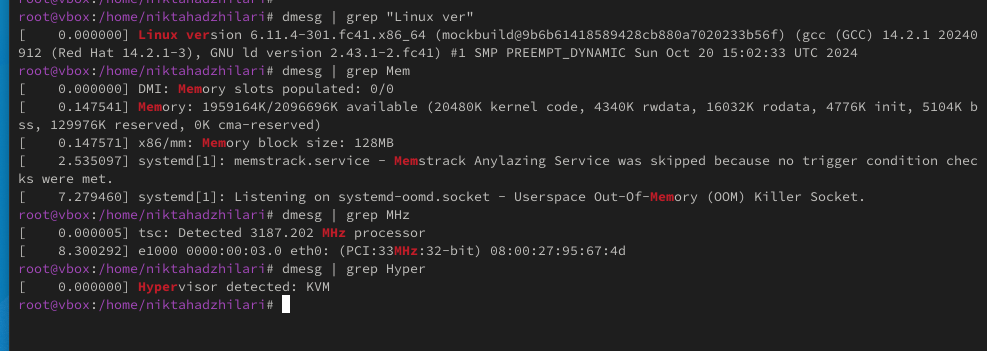 root@vbox:/home/niktahadzhilari# dmesg | grep "Linux ver"
[    0.000000] Linux version 6.11.4-301.fc41.x86_64 (mockbuild@9b6b61418589428cb880a7020233b56f) (gcc (GCC) 14.2.1 20240
912 (Red Hat 14.2.1-3), GNU ld version 2.43.1-2.fc41) #1 SMP PREEMPT_DYNAMIC Sun Oct 20 15:02:33 UTC 2024
root@vbox:/home/niktahadzhilari# dmesg | grep Mem
[    0.000000] DMI: Memory slots populated: 0/0
[    0.147541] Memory: 1959164K/2096696K available (20480K kernel code, 4340K rwdata, 16032K rodata, 4776K init, 5104K b
ss, 129976K reserved, 0K cma-reserved)
[    0.147571] x86/mm: Memory block size: 128MB
[    2.535097] systemd[1]: memstrack.service - Memstrack Anylazing Service was skipped because no trigger condition chec
ks were met.
[    7.279460] systemd[1]: Listening on systemd-oomd.socket - Userspace Out-Of-Memory (OOM) Killer Socket.
root@vbox:/home/niktahadzhilari# dmesg | grep MHz
[    0.000005] tsc: Detected 3187.202 MHz processor
[    8.300292] e1000 0000:00:03.0 eth0: (PCI:33MHz:32-bit) 08:00:27:95:67:4d
root@vbox:/home/niktahadzhilari# dmesg | grep Hyper
[    0.000000] Hypervisor detected: KVM
root@vbox:/home/niktahadzhilari#